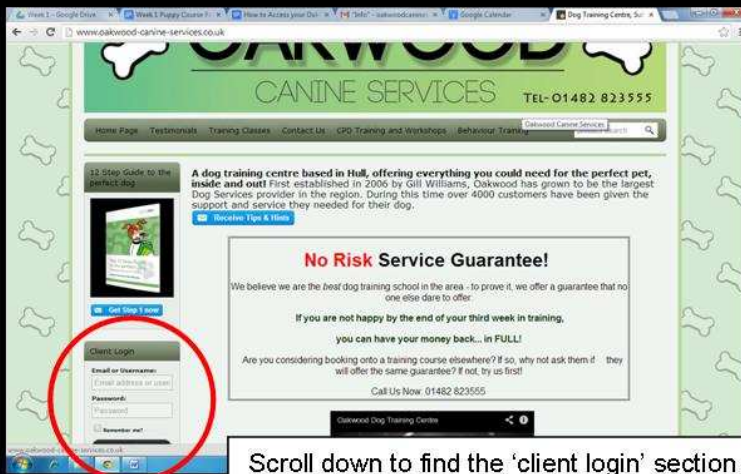 Week 1 - Google Drive
Week 1 Puppy Course F
How to Access your Onl
"Info" - oakwoodcanines
Google Calendar
Dog Training Centre, Su
www.oakwood-canine-services.co.uk
OAKWOOD
CANINE SERVICES
TEL- 01482 823555
Oakwood Canine Services
Home Page
Testimonials
Training Classes
Contact Us
CPD Training and Workshops
Behaviour Training
Search
12 Step Guide to the
perfect dog
Get Step 1 now
Client Login
Email or Username:
Email address or user
Password:
Password
Remember me?
A dog training centre based in Hull, offering everything you could need for the perfect pet,
inside and out! First established in 2006 by Gill Williams, Oakwood has grown to be the largest
Dog Services provider in the region. During this time over 4000 customers have been given the
support and service they needed for their dog.
Receive Tips & Hints
No Risk Service Guarantee!
We believe we are the best dog training school in the area - to prove it, we offer a guarantee that no
one else dare to offer:
If you are not happy by the end of your third week in training,
you can have your money back... in FULL!
Are you considering booking onto a training course elsewhere? If so, why not ask them if they
will offer the same guarantee? If not, try us first!
Call Us Now: 01482 823555
Oakwood Dog Training Centre
www.oakwood-canine-services.co.uk
Scroll down to find the ‘client login’ section